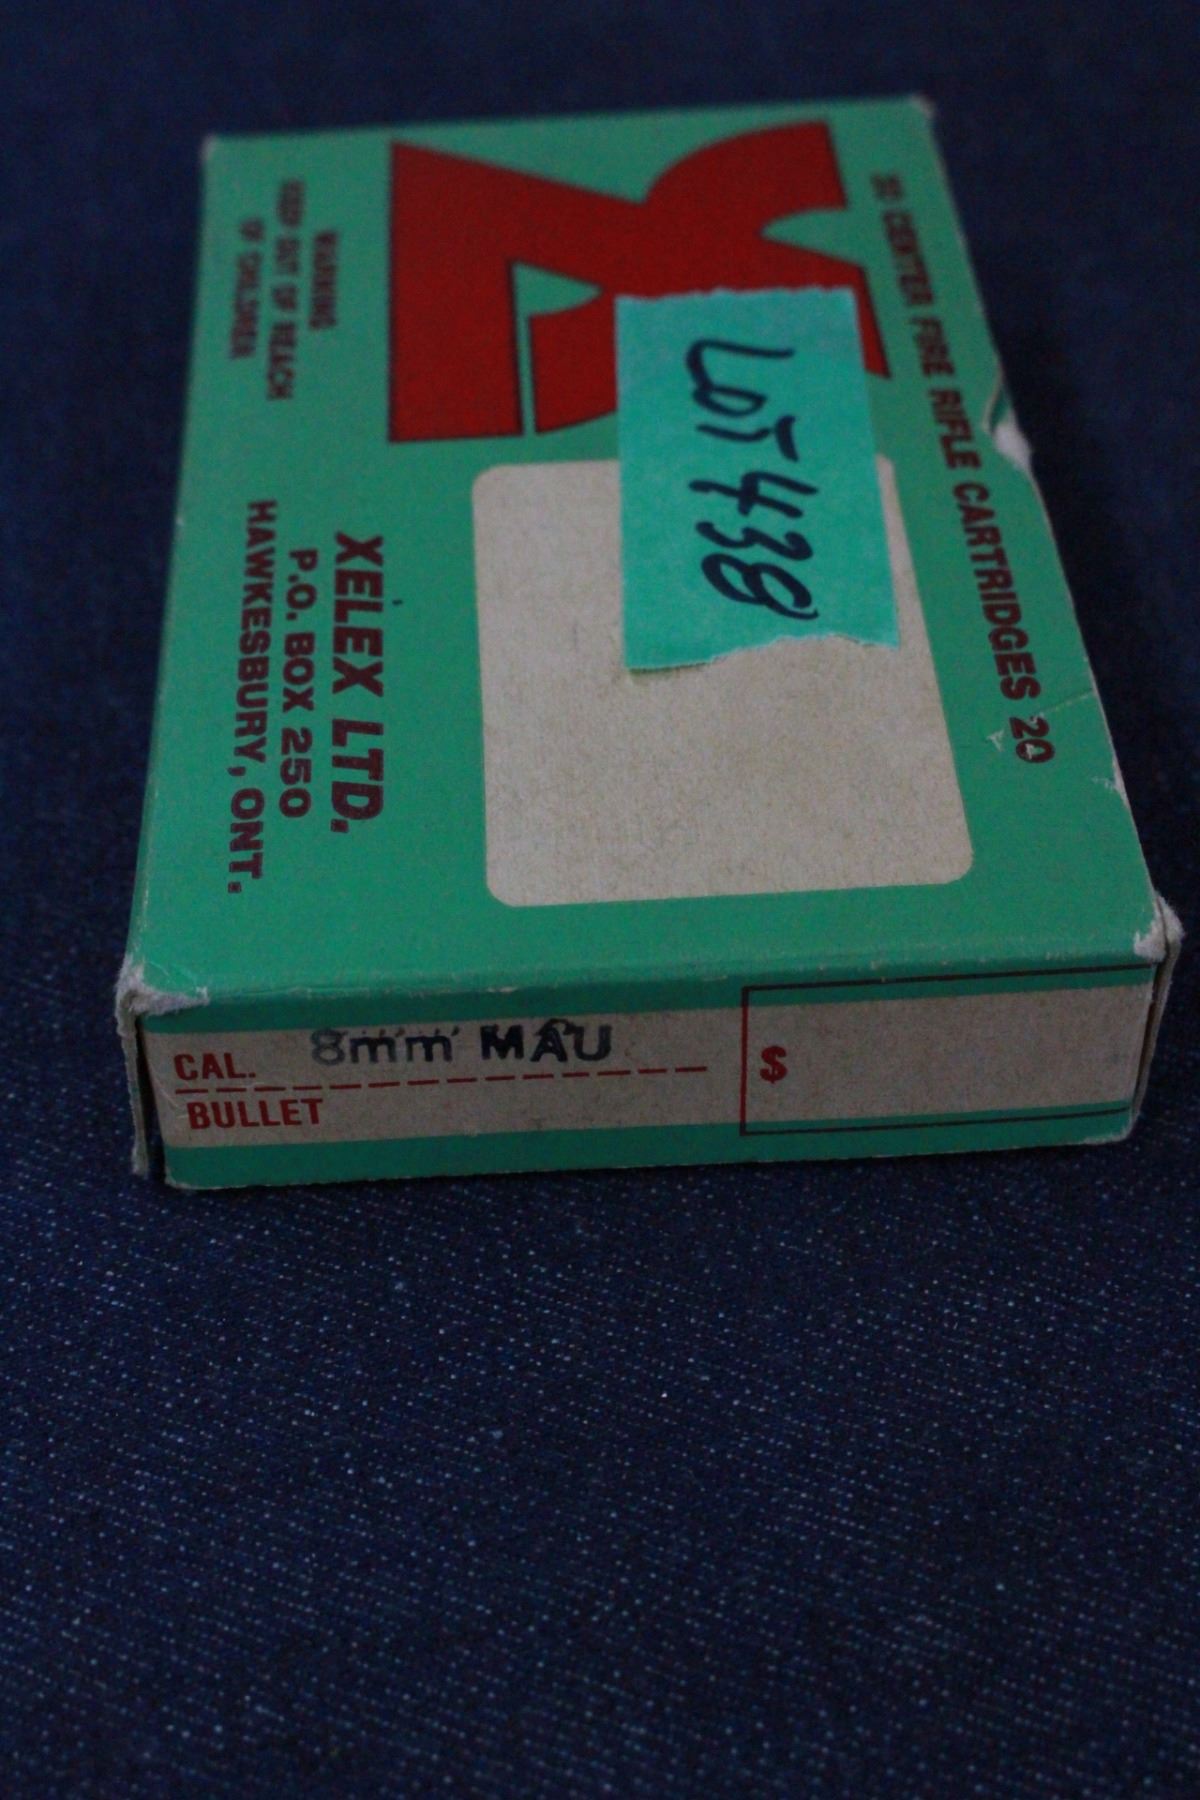 20 CENTER FIRE RIFLE CARTRIDGES 20
LOT 438
WARNING
KEEP OUT OF REACH
OF CHILDREN
XELEX LTD.
P.O. BOX 250
HAWKESBURY, ONT.
CAL. 8mm MAU
BULLET
$